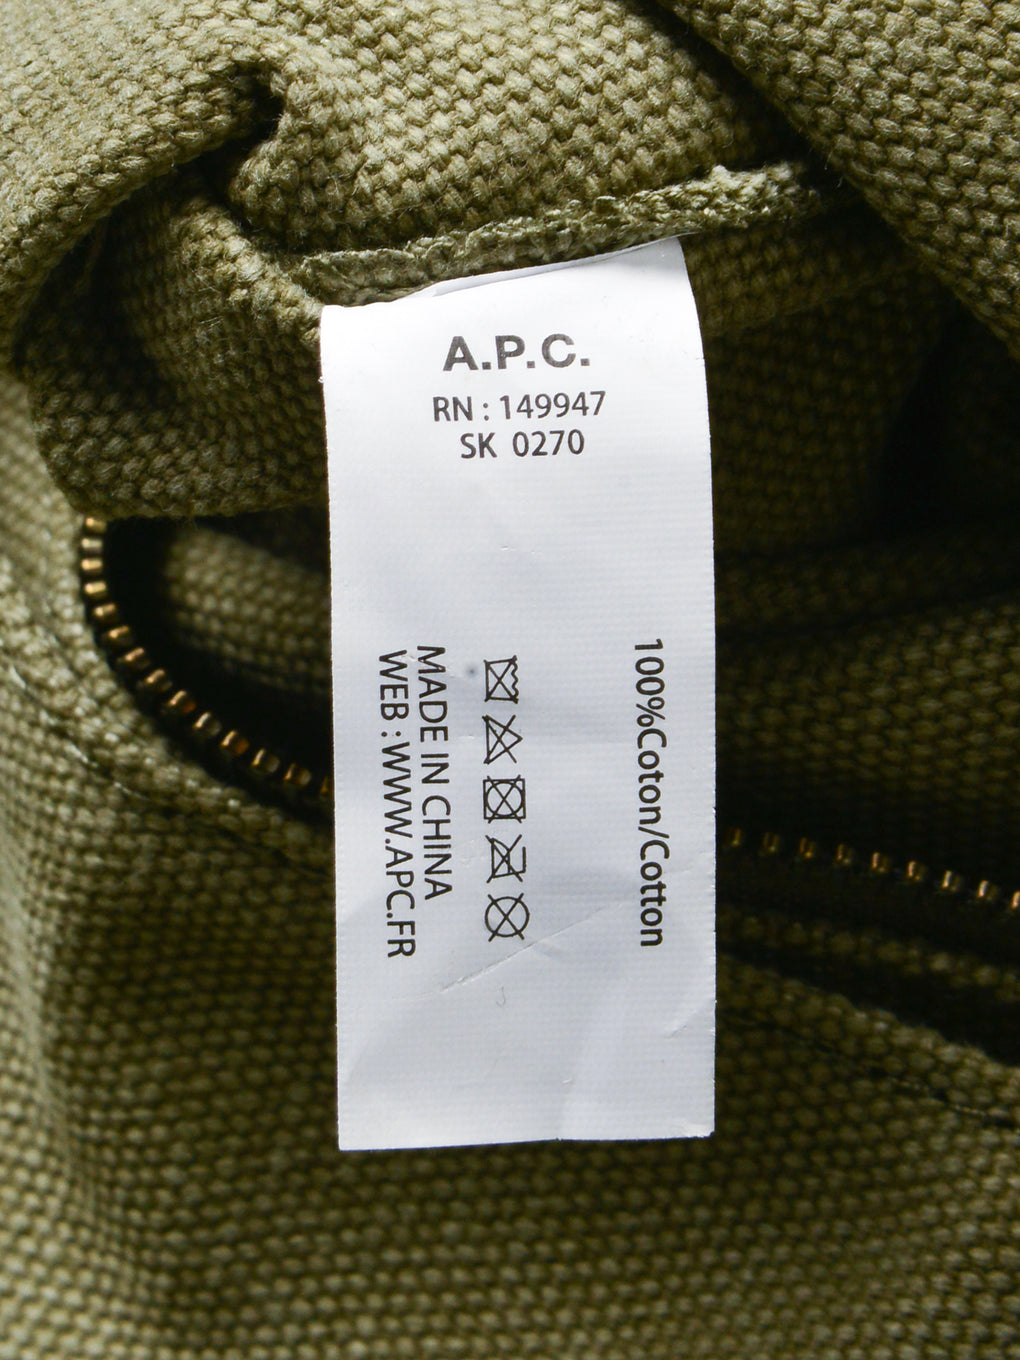 A.P.C.
RN : 149947
SK 0270
100%Coton/Cotton
MADE IN CHINA
WEB : WWW.APC.FR